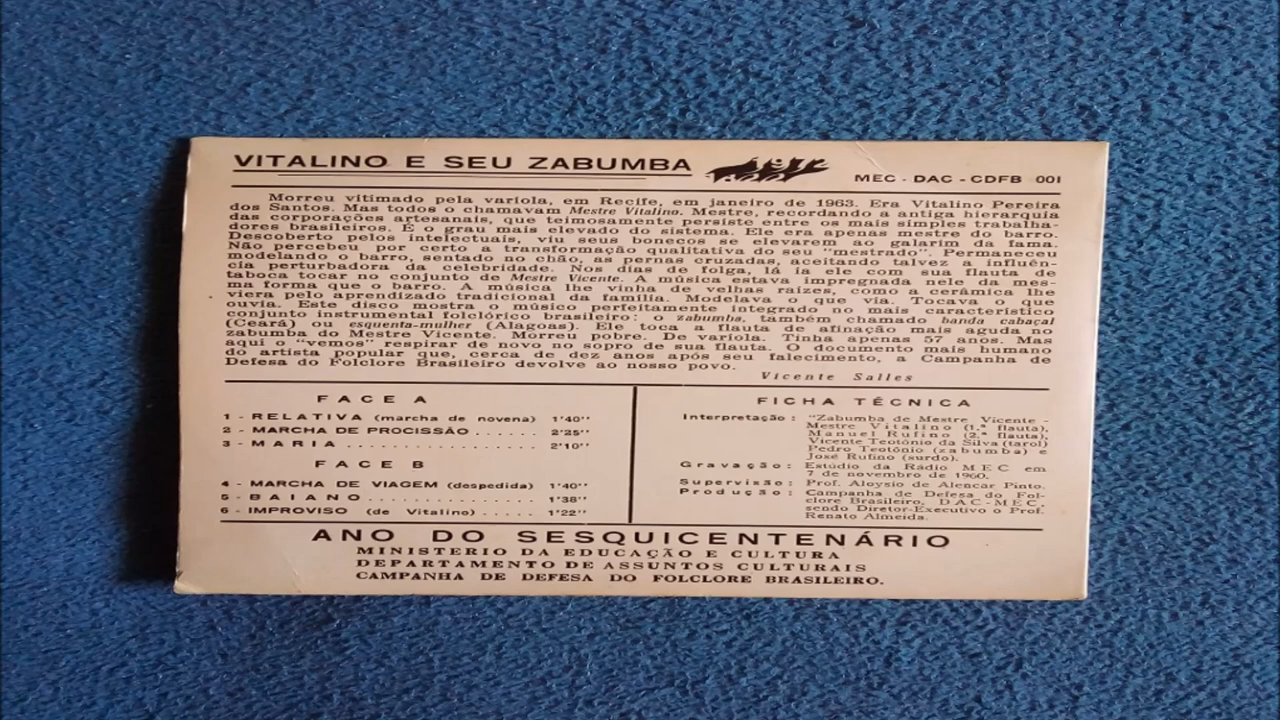 VITALINO E SEU ZABUMBA
MEC - DAC - CDFB 001
Morreu vitimado pela varíola, em Recife, em janeiro de 1963. Era Vitalino Pereira
dos Santos. Mas todos o chamavam Mestre Vitalino. Mestre, recordando a antiga hierarquia
das corporações artesanais, que teimosamente persiste entre os mais simples trabalha-
dores brasileiros. É o grau mais elevado do sistema. Ele era apenas mestre do barro.
Descoberto pelos intelectuais, viu seus bonecos se elevarem ao galarim da fama.
Não percebeu por certo a transformação qualitativa do seu "mestrado". Permaneceu
modelando o barro, sentado no chão, as pernas cruzadas, aceitando talvez a influên-
cia perturbadora da celebridade. Nos dias de folga, lá ia ele com sua flauta de
taboca tocar no conjunto de Mestre Vicente. A música estava impregnada nele da mes-
ma forma que o barro. A música lhe vinha de velhas raízes, como a cerâmica lhe
viera pelo aprendizado tradicional da família. Modelava o que via. Tocava o que
ouvia. Este disco mostra o músico perfeitamente integrado no mais característico
conjunto instrumental folclórico brasileiro: o zabumba, também chamado banda cabaçal
(Ceará) ou esquenta-mulher (Alagoas). Ele toca a flauta de afinação mais aguda no
zabumba do Mestre Vicente. Morreu pobre. De varíola. Tinha apenas 57 anos. Mas
aqui o "vemos" respirar de novo no sopro de sua flauta. O documento mais humano
do artista popular que, cerca de dez anos após seu falecimento, a Campanha de
Defesa do Folclore Brasileiro devolve ao nosso povo.
Vicente Salles
FACE A
1 - RELATIVA (marcha de novena) 1'40''
2 - MARCHA DE PROCISSÃO...... 2'25''
3 - MARIA................ 2'10''
FACE B
4 - MARCHA DE VIAGEM (despedida) 1'40''
5 - BAIANO................ 1'38''
6 - IMPROVISO (de Vitalino) ..... 1'22''
FICHA TÉCNICA
Interpretação: "Zabumba de Mestre Vicente -
Mestre Vitalino (1.ª flauta),
Manuel Rufino (2.ª flauta),
Vicente Teotônio da Silva (tarol)
Pedro Teotônio (zabumba) e
José Rufino (surdo).
Gravação: Estúdio da Rádio MEC em
7 de novembro de 1960.
Supervisão: Prof. Aloysio de Alencar Pinto.
Produção: Campanha de Defesa do Fol-
clore Brasileiro, DAC-MEC,
sendo Diretor-Executivo o Prof.
Renato Almeida.
ANO DO SESQUICENTENÁRIO
MINISTERIO DA EDUCAÇÃO E CULTURA
DEPARTAMENTO DE ASSUNTOS CULTURAIS
CAMPANHA DE DEFESA DO FOLCLORE BRASILEIRO.